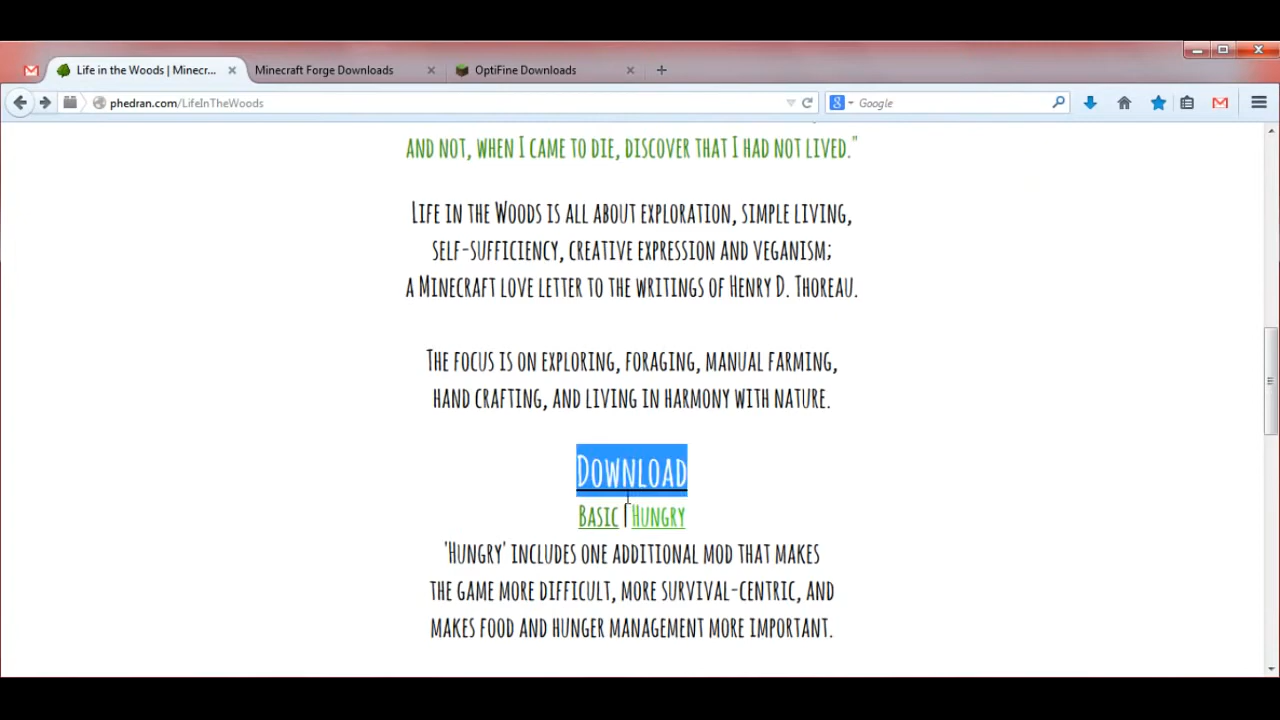 Life in the Woods | Minecr...
Minecraft Forge Downloads
OptiFine Downloads
phedran.com/LifeInTheWoods
Google
AND NOT, WHEN I CAME TO DIE, DISCOVER THAT I HAD NOT LIVED."
LIFE IN THE WOODS IS ALL ABOUT EXPLORATION, SIMPLE LIVING,
SELF-SUFFICIENCY, CREATIVE EXPRESSION AND VEGANISM;
A MINECRAFT LOVE LETTER TO THE WRITINGS OF HENRY D. THOREAU.
THE FOCUS IS ON EXPLORING, FORAGING, MANUAL FARMING,
HAND CRAFTING, AND LIVING IN HARMONY WITH NATURE.
DOWNLOAD
BASIC | HUNGRY
'HUNGRY' INCLUDES ONE ADDITIONAL MOD THAT MAKES
THE GAME MORE DIFFICULT, MORE SURVIVAL-CENTRIC, AND
MAKES FOOD AND HUNGER MANAGEMENT MORE IMPORTANT.